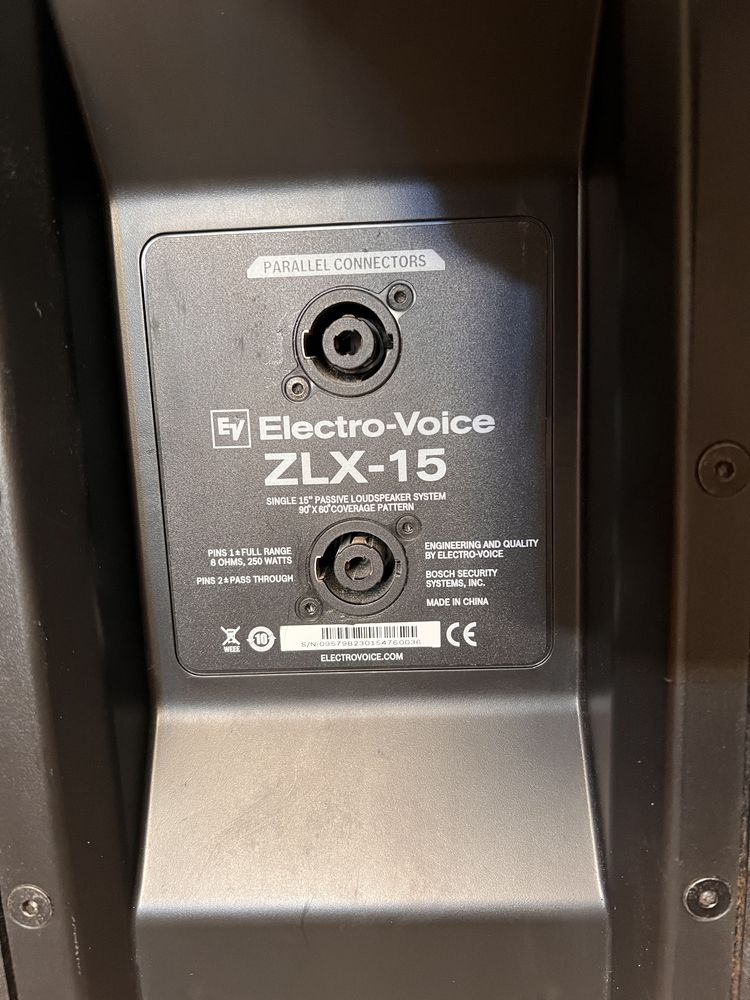 PARALLEL CONNECTORS
EV Electro-Voice
ZLX-15
SINGLE 15" PASSIVE LOUDSPEAKER SYSTEM
90°X 60°COVERAGE PATTERN
PINS 1±FULL RANGE
8 OHMS, 250 WATTS
PINS 2±PASS THROUGH
ENGINEERING AND QUALITY
BY ELECTRO-VOICE
BOSCH SECURITY
SYSTEMS, INC.
MADE IN CHINA
WEEE
10
S/N:095798230154760036
CE
ELECTROVOICE.COM